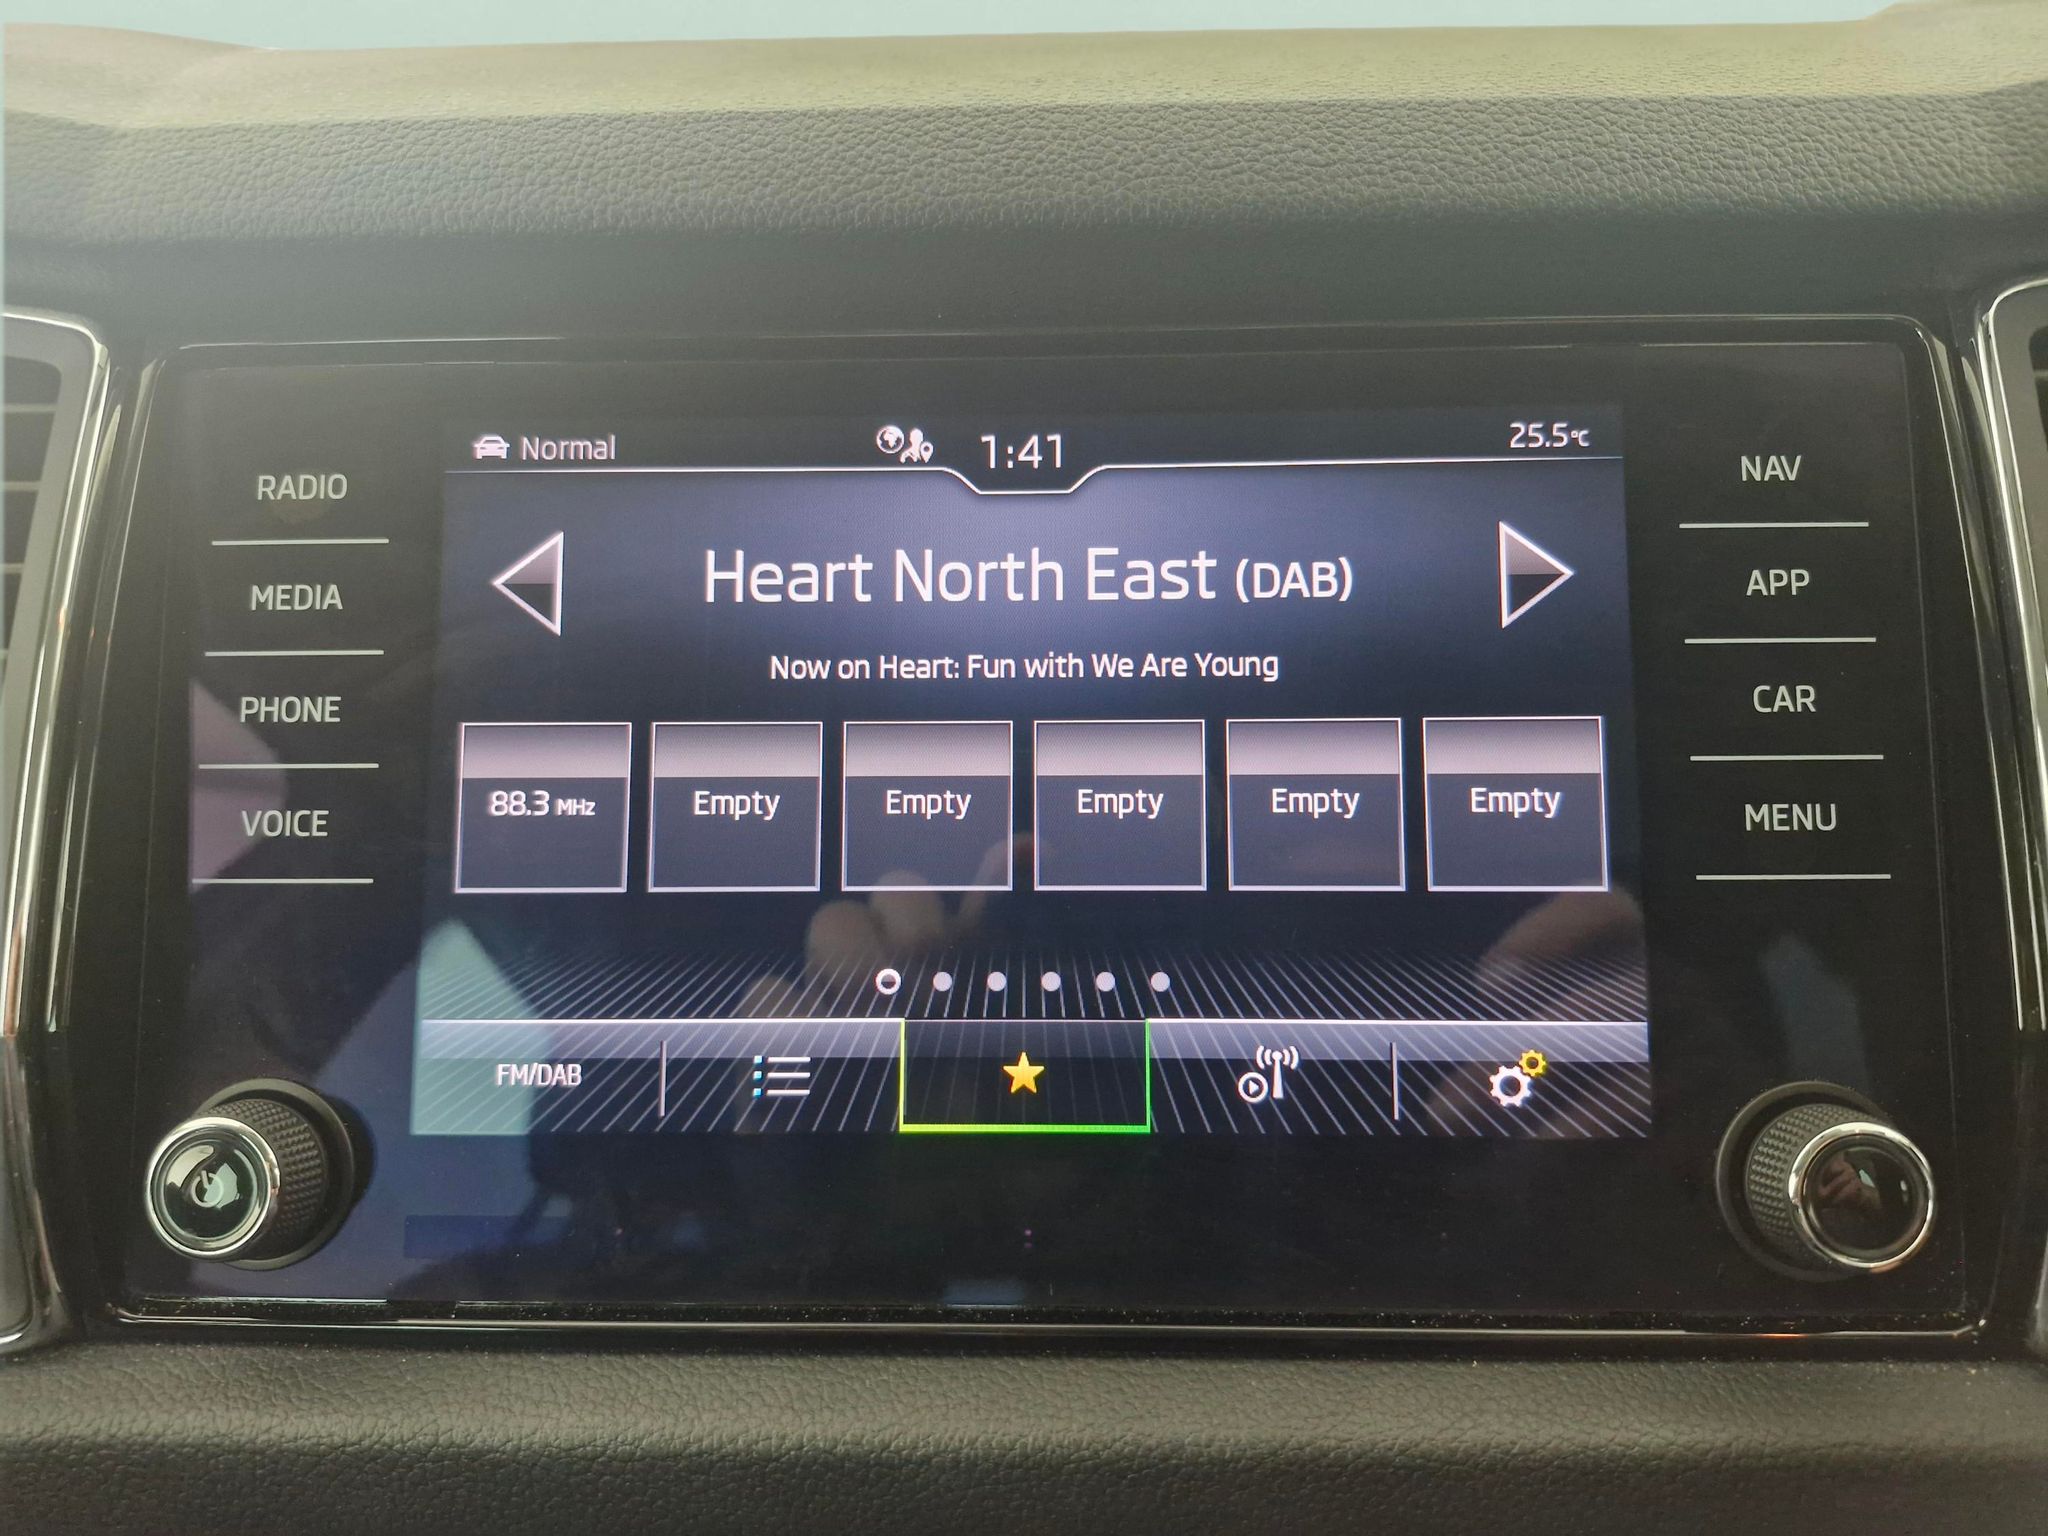 Normal 1:41 25.5°C
RADIO
MEDIA
PHONE
VOICE
Heart North East (DAB)
Now on Heart: Fun with We Are Young
88.3 MHz Empty Empty Empty Empty Empty
FM/DAB
NAV
APP
CAR
MENU